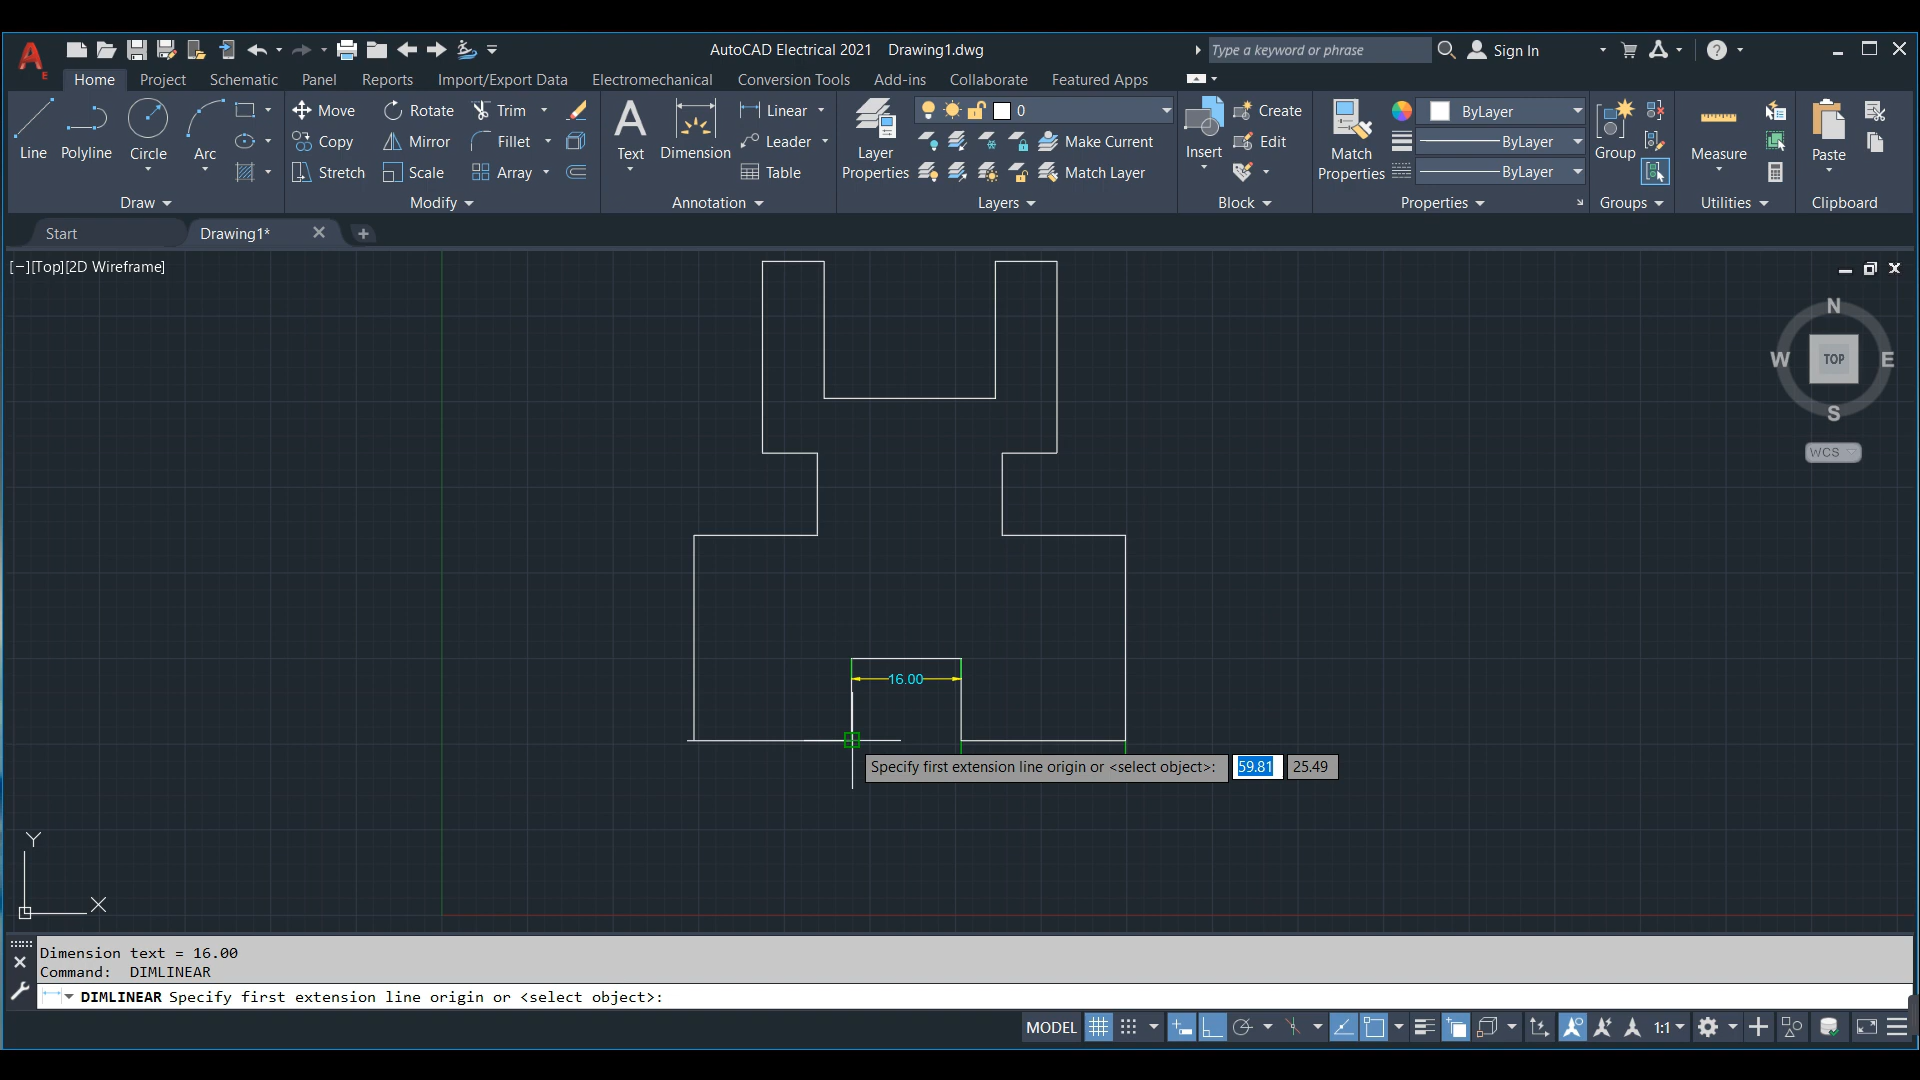 AutoCAD Electrical 2021 Drawing1.dwg
Type a keyword or phrase
Sign In
Home Project Schematic Panel Reports Import/Export Data Electromechanical Conversion Tools Add-ins Collaborate Featured Apps
Line Polyline Circle Arc
Draw
Move Rotate Trim
Copy Mirror Fillet
Stretch Scale Array
Modify
Text Dimension
Linear
Leader
Table
Annotation
Layer Properties
0
Make Current
Match Layer
Layers
Insert
Create
Edit
Block
Match Properties
ByLayer
ByLayer
ByLayer
Properties
Group
Groups
Measure
Utilities
Paste
Clipboard
Start Drawing1*
[−][Top][2D Wireframe]
N
W TOP E
S
WCS
16.00
Specify first extension line origin or <select object>: 59.81 25.49
Y
X
Dimension text = 16.00
Command: DIMLINEAR
DIMLINEAR Specify first extension line origin or <select object>:
MODEL 1:1